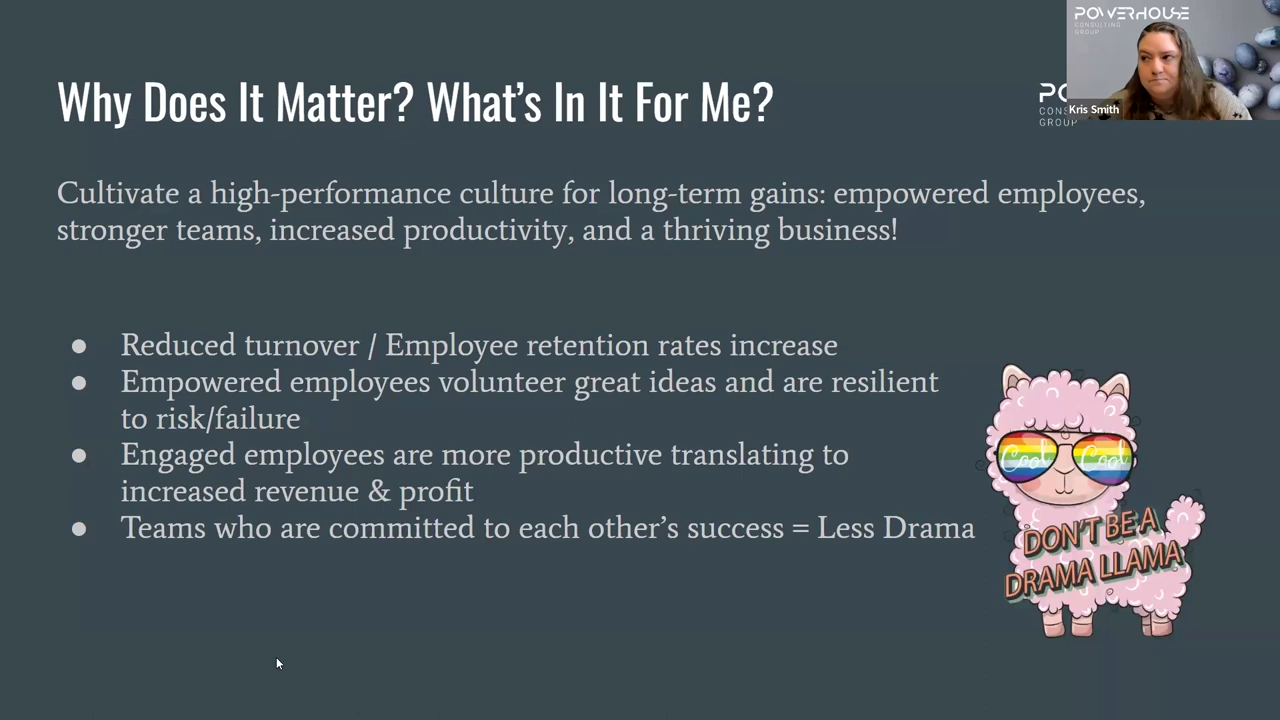 POWERHOUSE
CONSULTING
GROUP
Kris Smith
Why Does It Matter? What's In It For Me?
GROUP
Cultivate a high-performance culture for long-term gains: empowered employees,
stronger teams, increased productivity, and a thriving business!
● Reduced turnover / Employee retention rates increase
● Empowered employees volunteer great ideas and are resilient
to risk/failure
● Engaged employees are more productive translating to
increased revenue & profit
● Teams who are committed to each other's success = Less Drama
Cool Cool
DON'T BE A
DRAMA LLAMA